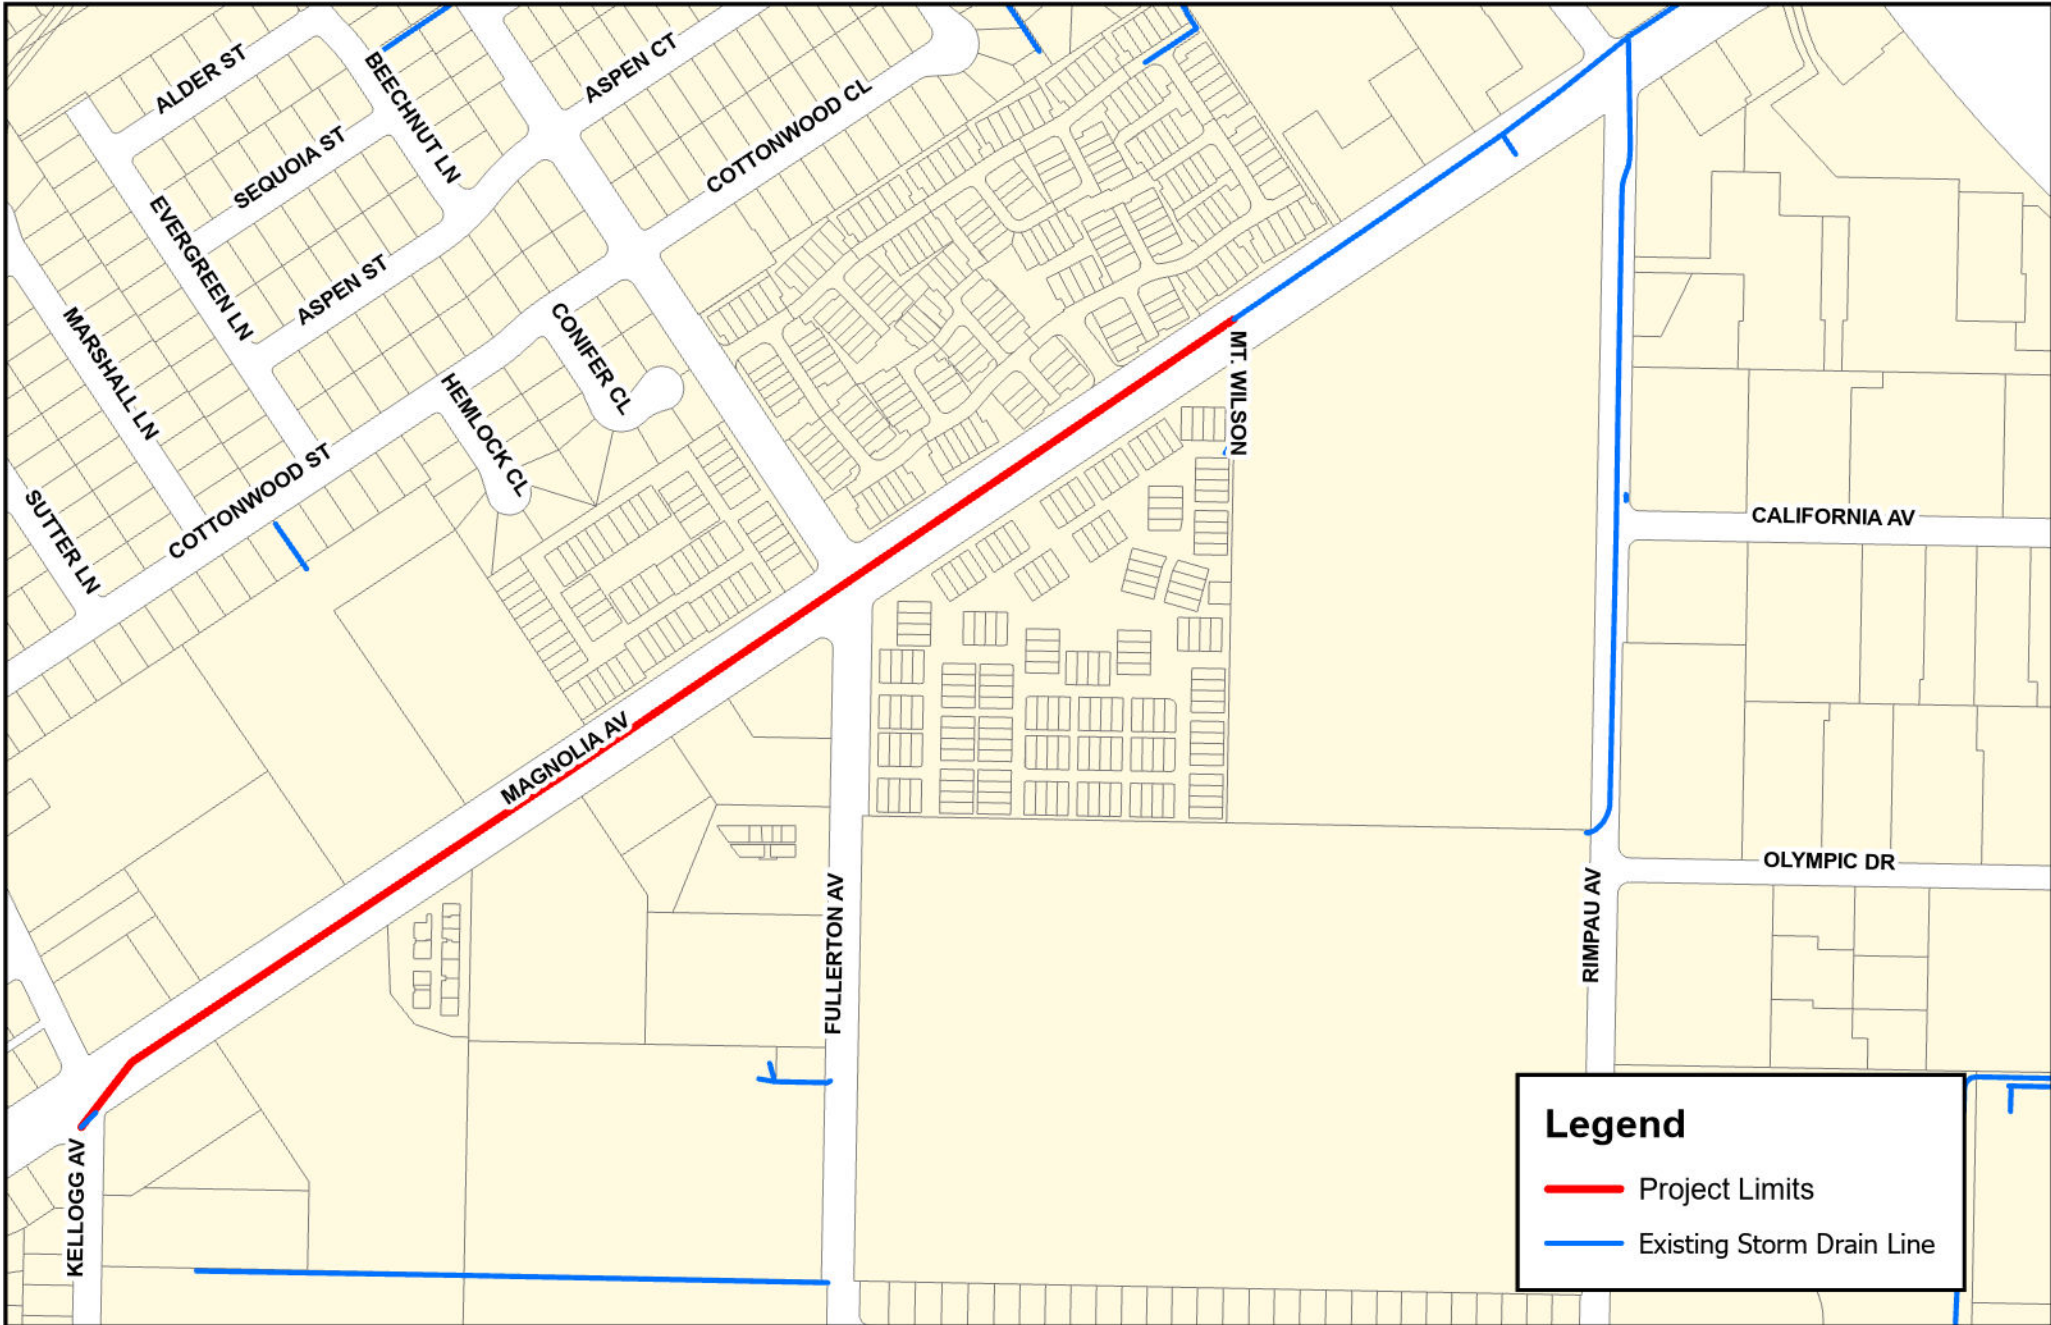 ALDER ST
BEECHNUT LN
ASPEN CT
COTTONWOOD CL
SEQUOIA ST
EVERGREEN LN
ASPEN ST
MARSHALL LN
CONIFER CL
HEMLOCK CL
MT. WILSON
COTTONWOOD ST
SUTTER LN
CALIFORNIA AV
MAGNOLIA AV
OLYMPIC DR
FULLERTON AV
RIMPAU AV
KELLOGG AV
Legend
Project Limits
Existing Storm Drain Line